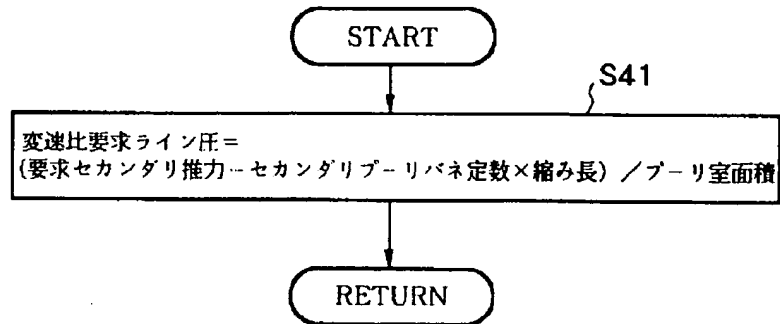 START
S41
変速比要求ライン圧=
{要求セカンダリ推力-セカンダリプーリバネ定数×縮み長}/プーリ室面積
RETURN